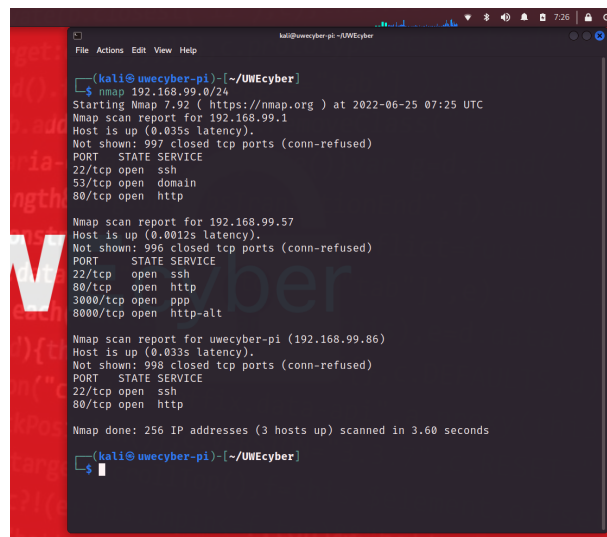 7:26
kali@uwecyber-pi: ~/UWEcyber
File Actions Edit View Help
(kali㉿uwecyber-pi)-[~/UWEcyber]
$ nmap 192.168.99.0/24
Starting Nmap 7.92 ( https://nmap.org ) at 2022-06-25 07:25 UTC
Nmap scan report for 192.168.99.1
Host is up (0.035s latency).
Not shown: 997 closed tcp ports (conn-refused)
PORT   STATE SERVICE
22/tcp open  ssh
53/tcp open  domain
80/tcp open  http
Nmap scan report for 192.168.99.57
Host is up (0.0012s latency).
Not shown: 996 closed tcp ports (conn-refused)
PORT     STATE SERVICE
22/tcp   open  ssh
80/tcp   open  http
3000/tcp open  ppp
8000/tcp open  http-alt
Nmap scan report for uwecyber-pi (192.168.99.86)
Host is up (0.033s latency).
Not shown: 998 closed tcp ports (conn-refused)
PORT   STATE SERVICE
22/tcp open  ssh
80/tcp open  http
Nmap done: 256 IP addresses (3 hosts up) scanned in 3.60 seconds
(kali㉿uwecyber-pi)-[~/UWEcyber]
$